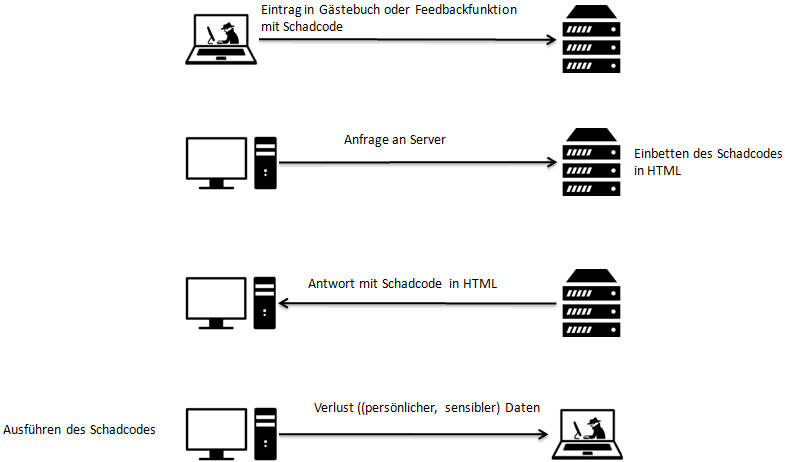 Eintrag in Gästebuch oder Feedbackfunktion
mit Schadcode
Anfrage an Server
Einbetten des Schadcodes
in HTML
Antwort mit Schadcode in HTML
Verlust ((persönlicher, sensibler) Daten
Ausführen des Schadcodes